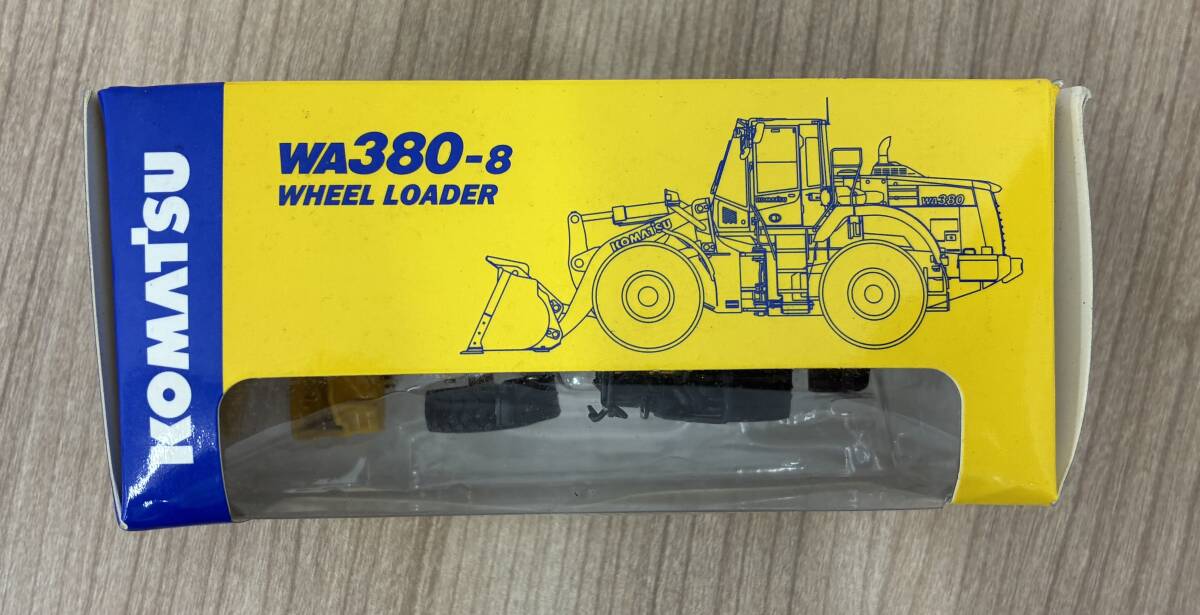 KOMATSU
WA380-8
WHEEL LOADER
WA380
KOMATSU